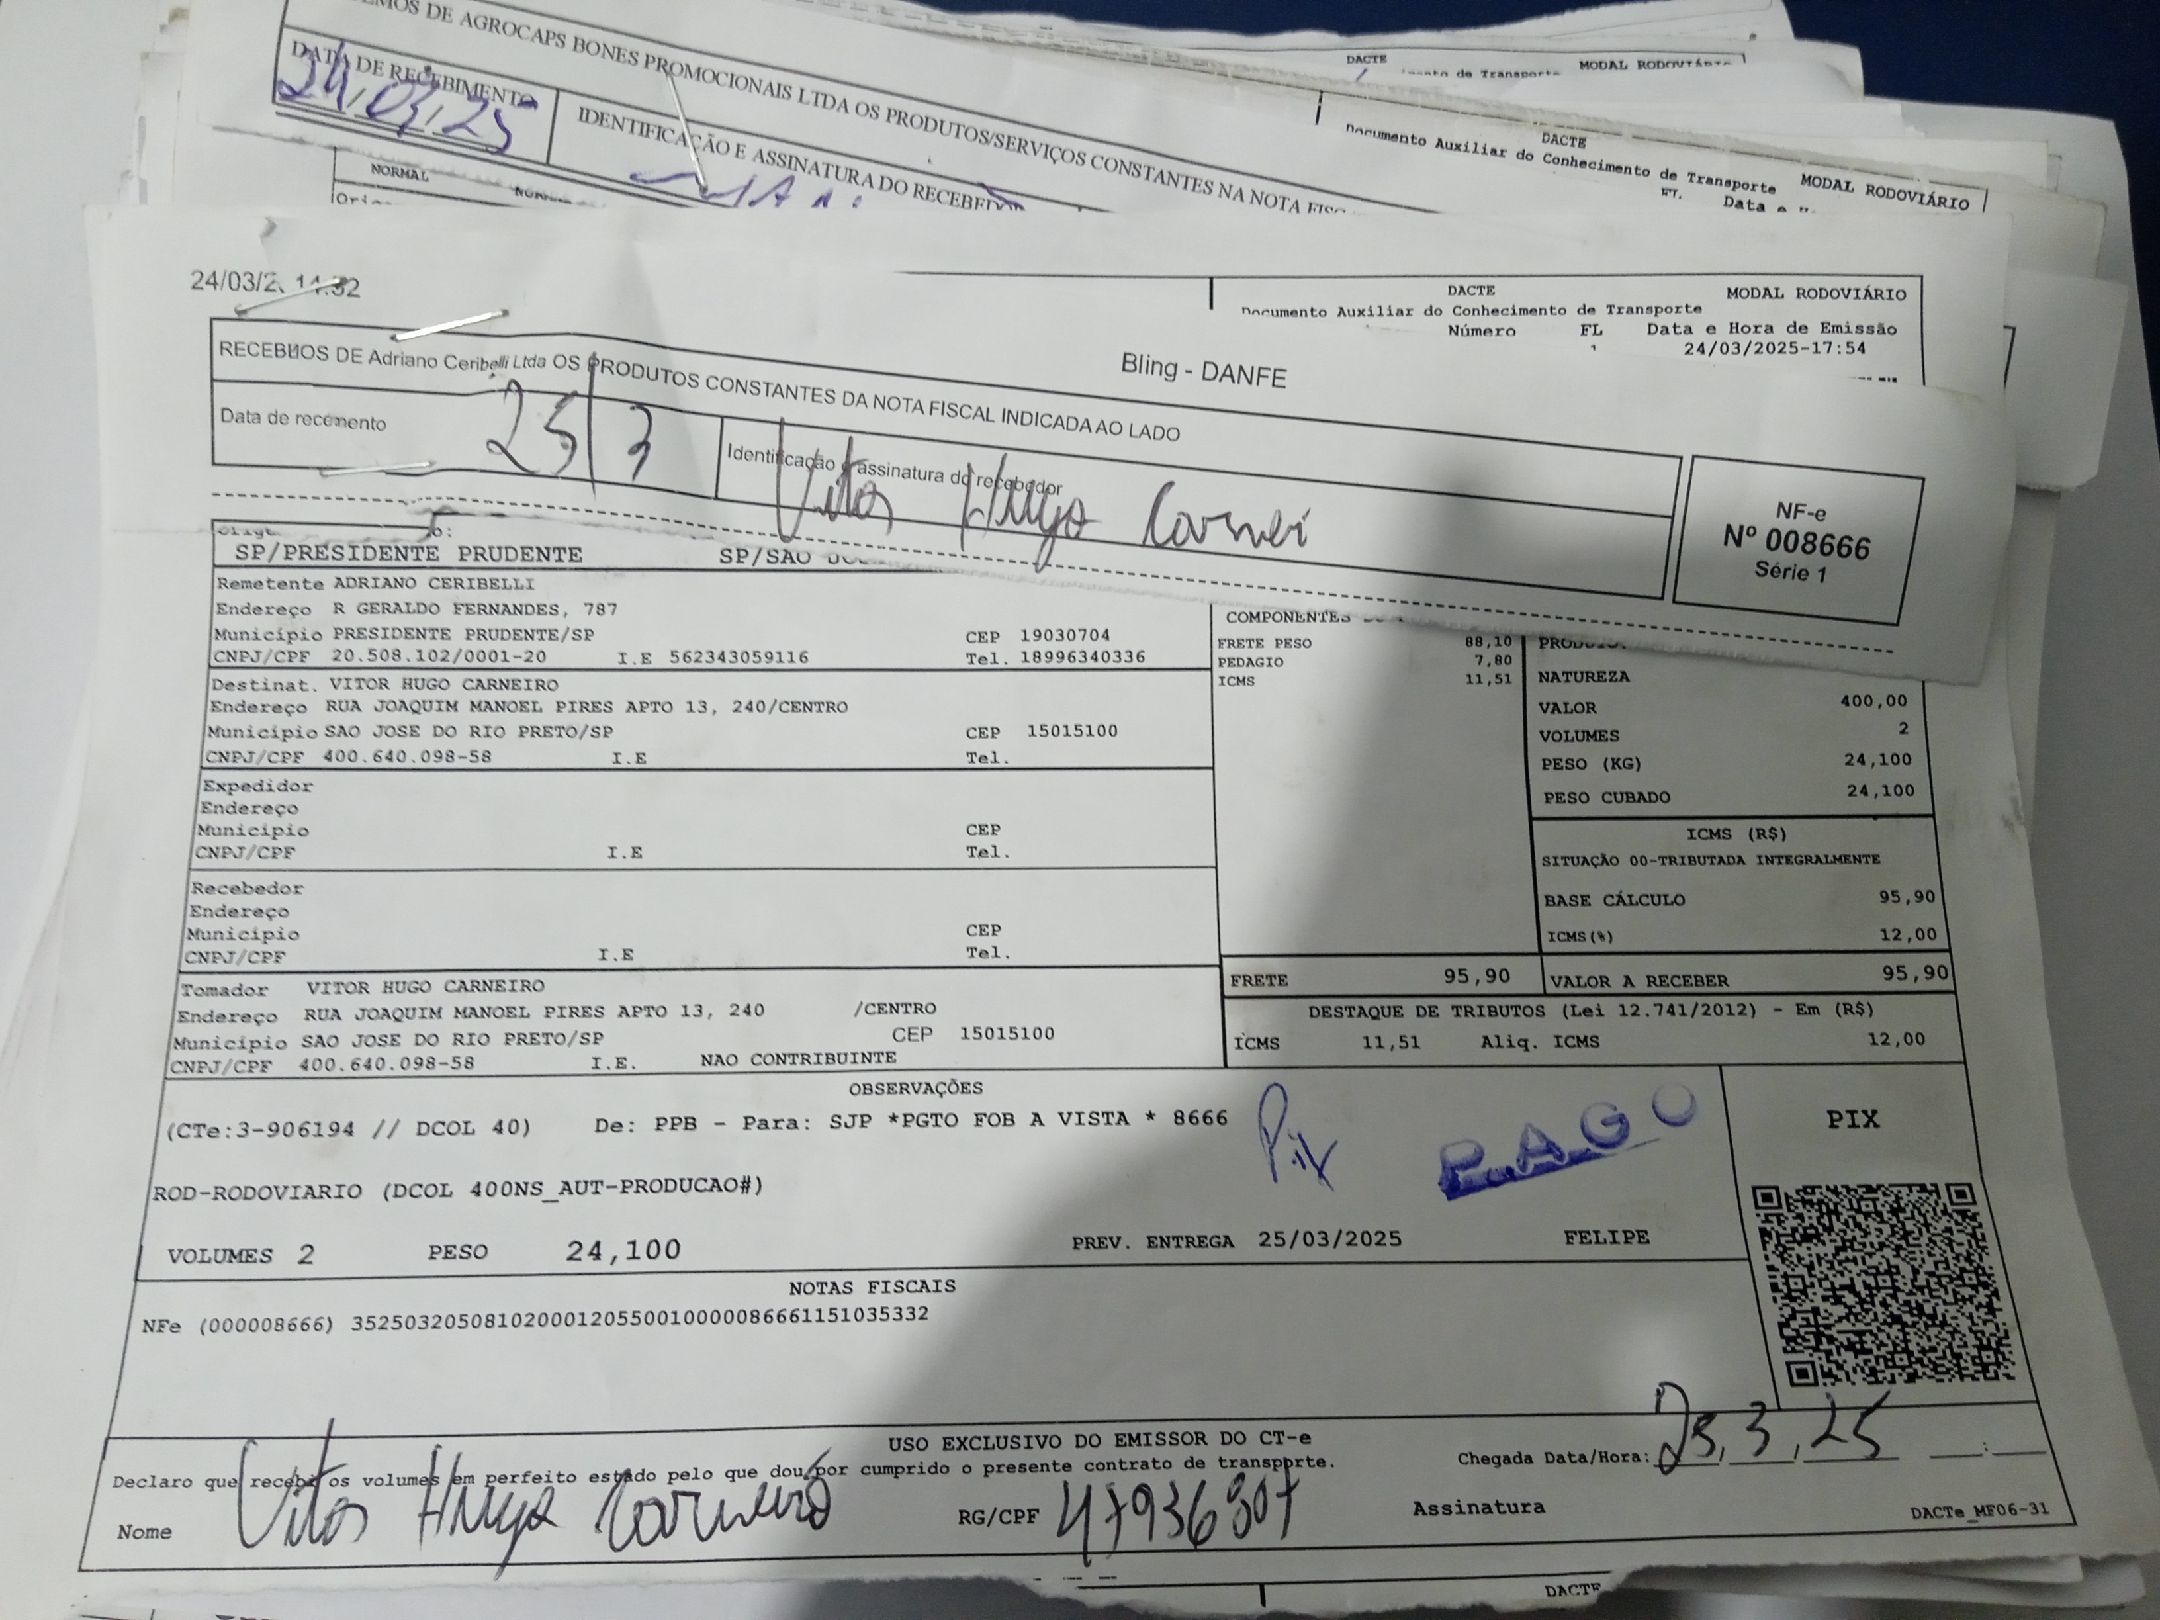 DACTE
MODAL RODOVIÁRIO
EMOS DE AGROCAPS BONES PROMOCIONAIS LTDA OS PRODUTOS/SERVIÇOS CONSTANTES NA NOTA
DATA DE RECEBIMENTO
24,03,25
IDENTIFICAÇÃO E ASSINATURA DO RECEBEDOR
DACTE
MODAL RODOVIÁRIO
Documento Auxiliar do Conhecimento de Transporte
NORMAL
24/03/2 14:32
DACTE
MODAL RODOVIÁRIO
Documento Auxiliar do Conhecimento de Transporte
Número FL Data e Hora de Emissão
1 24/03/2025-17:54
Bling - DANFE
RECEBEMOS DE Adriano Ceribelli Ltda OS PRODUTOS CONSTANTES DA NOTA FISCAL INDICADA AO LADO
Data de recemento
25/3
Identificação assinatura do recebedor
Vitor Hugo Carnei
NF-e
Nº 008666
Série 1
SP/PRESIDENTE PRUDENTE SP/SAO
Remetente ADRIANO CERIBELLI
Endereço R GERALDO FERNANDES, 787
Município PRESIDENTE PRUDENTE/SP CEP 19030704
CNPJ/CPF 20.508.102/0001-20 I.E 562343059116 Tel. 18996340336
Destinat. VITOR HUGO CARNEIRO
Endereço RUA JOAQUIM MANOEL PIRES APTO 13, 240/CENTRO
Município SAO JOSE DO RIO PRETO/SP CEP 15015100
CNPJ/CPF 400.640.098-58 I.E Tel.
Expedidor
Endereço
Município CEP
CNPJ/CPF I.E Tel.
Recebedor
Endereço
Município CEP
CNPJ/CPF I.E Tel.
Tomador VITOR HUGO CARNEIRO
Endereço RUA JOAQUIM MANOEL PIRES APTO 13, 240 /CENTRO
Município SAO JOSE DO RIO PRETO/SP CEP 15015100
CNPJ/CPF 400.640.098-58 I.E. NAO CONTRIBUINTE
COMPONENTES
FRETE PESO 88,10
PEDAGIO 7,80
ICMS 11,51
NATUREZA
VALOR 400,00
VOLUMES 2
PESO (KG) 24,100
PESO CUBADO 24,100
ICMS (R$)
SITUAÇÃO 00-TRIBUTADA INTEGRALMENTE
BASE CÁLCULO 95,90
ICMS(%) 12,00
FRETE 95,90 VALOR A RECEBER 95,90
DESTAQUE DE TRIBUTOS (Lei 12.741/2012) - Em (R$)
ICMS 11,51 Aliq. ICMS 12,00
OBSERVAÇÕES
(CTe:3-906194 // DCOL 40) De: PPB - Para: SJP *PGTO FOB A VISTA * 8666
Pix
PAGO
PIX
ROD-RODOVIARIO (DCOL 400NS_AUT-PRODUCAO#)
VOLUMES 2 PESO 24,100 PREV. ENTREGA 25/03/2025 FELIPE
NOTAS FISCAIS
NFe (000008666) 35250320508102000120550010000086661151035332
USO EXCLUSIVO DO EMISSOR DO CT-e
Declaro que recebi os volumes em perfeito estado pelo que dou por cumprido o presente contrato de transporte.
Chegada Data/Hora: 25,3,25
Nome Vitor Hugo Carneiro RG/CPF 47936807 Assinatura
DACTe_MF06-31
DACTE